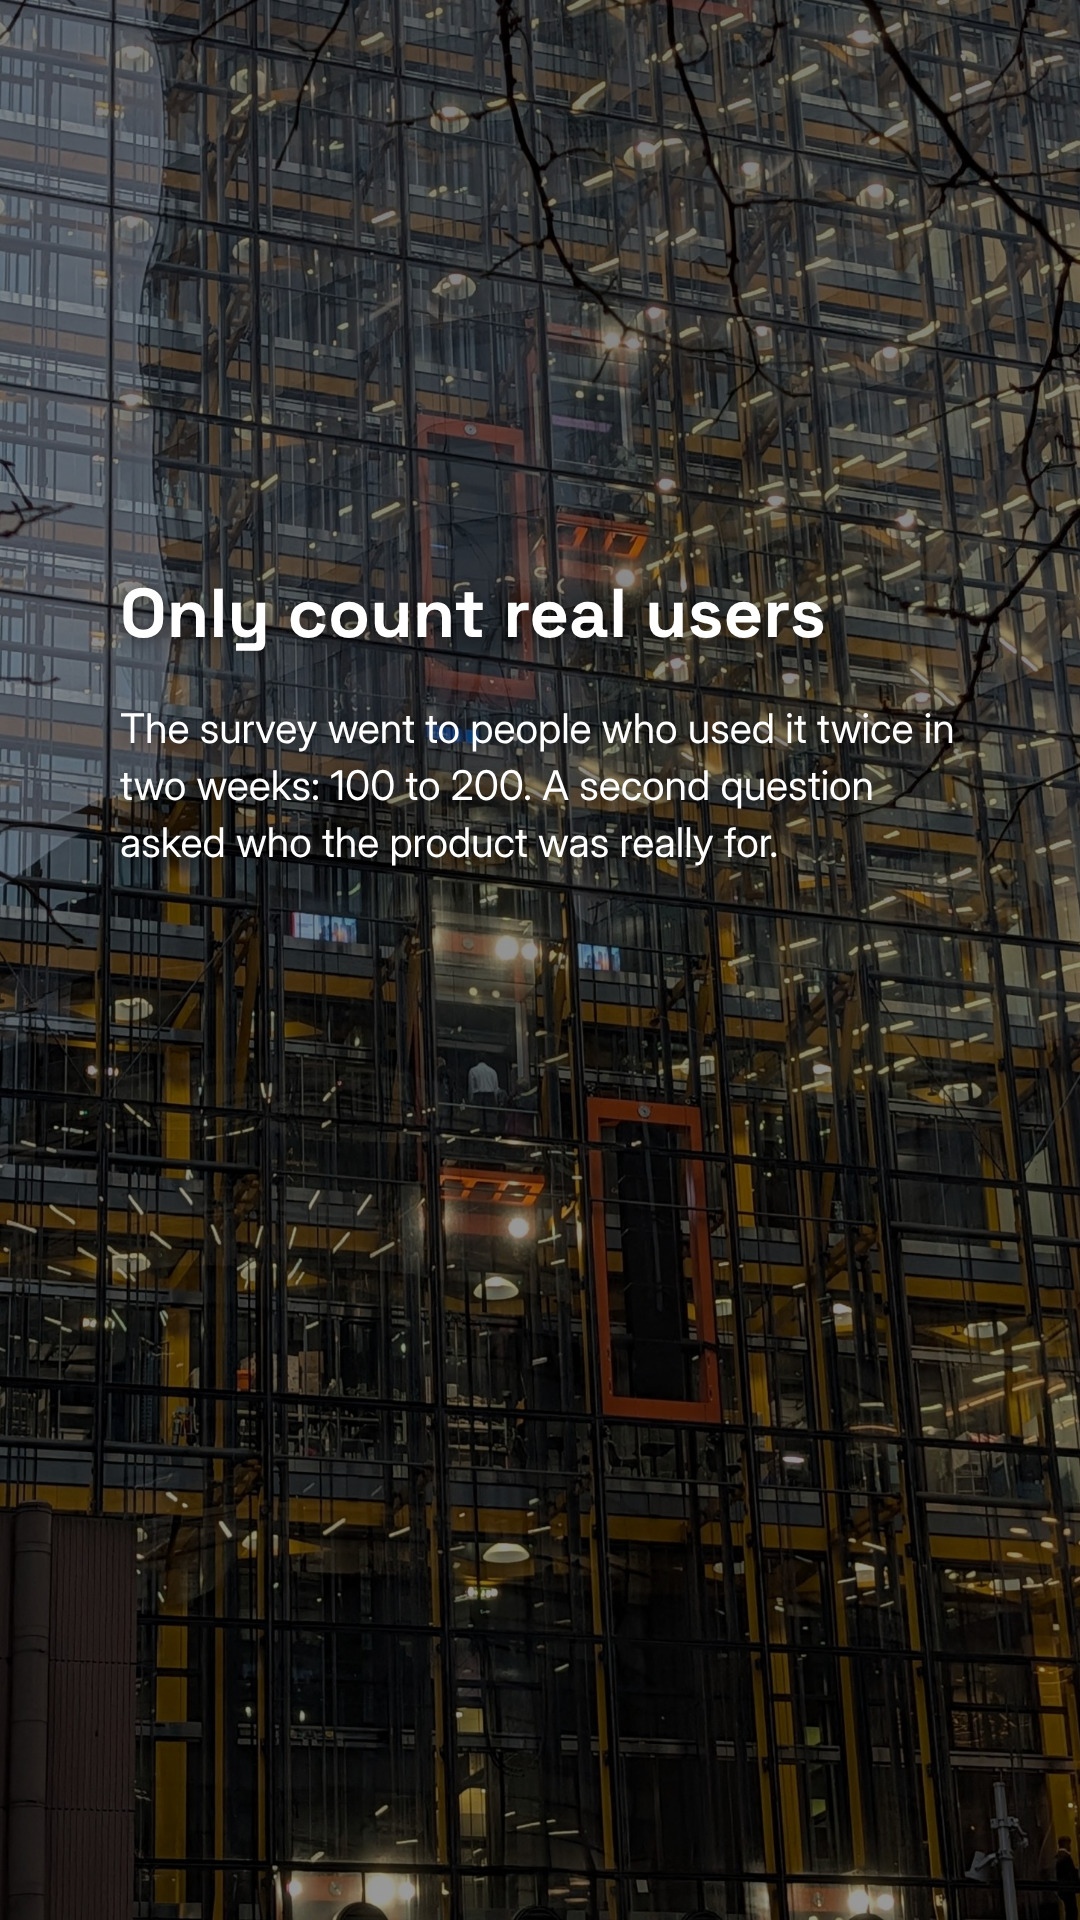 Only count real users
The survey went to people who used it twice in
two weeks: 100 to 200. A second question
asked who the product was really for.